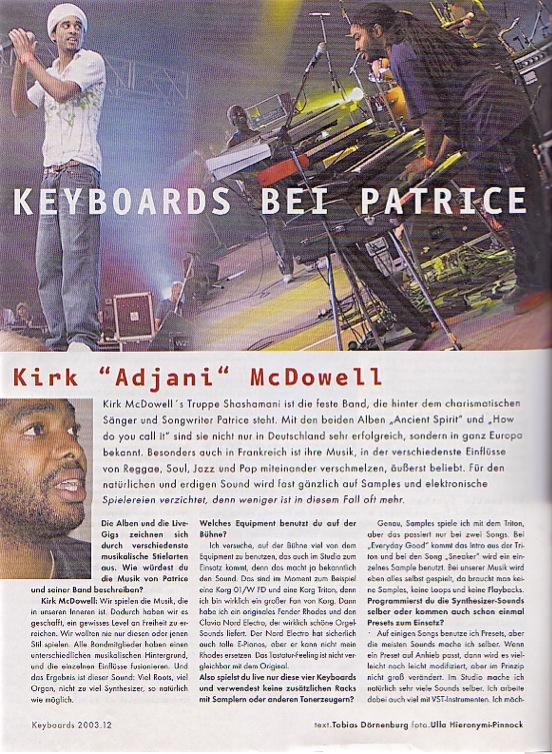 KEYBOARDS BEI PATRICE
Kirk "Adjani“ McDowell
Kirk McDowell´s Truppe Shashamani ist die feste Band, die hinter dem charismatischen
Sänger und Songwriter Patrice steht. Mit den beiden Alben „Ancient Spirit“ und „How
do you call it“ sind sie nicht nur in Deutschland sehr erfolgreich, sondern in ganz Europa
bekannt. Besonders auch in Frankreich ist ihre Musik, in der verschiedenste Einflüsse
von Reggae, Soul, Jazz und Pop miteinander verschmelzen, äußerst beliebt. Für den
natürlichen und erdigen Sound wird fast gänzlich auf Samples und elektronische
Spielereien verzichtet, denn weniger ist in diesem Fall oft mehr.
Die Alben und die Live-
Gigs zeichnen sich
durch verschiedenste
musikalische Stielarten
aus. Wie würdest du
die Musik von Patrice
und seiner Band beschreiben?
Kirk McDowell: Wir spielen die Musik, die
in unseren Inneren ist. Dadurch haben wir es
geschafft, ein gewisses Level an Freiheit zu er-
reichen. Wir wollten nie nur diesen oder jenen
Stil spielen. Alle Bandmitglieder haben einen
unterschiedlichen musikalischen Hintergrund,
und die einzelnen Einflüsse fusionieren. Und
das Ergebnis ist dieser Sound: Viel Roots, viel
Organ, nicht zu viel Synthesizer, so natürlich
wie möglich.
Welches Equipment benutzt du auf der
Bühne?
Ich versuche, auf der Bühne viel von dem
Equipment zu benutzen, das auch im Studio zum
Einsatz kommt, denn das macht ja bekanntlich
den Sound. Das sind im Moment zum Beispiel
eine Korg 01/W FD und eine Korg Triton, denn
ich bin wirklich ein großer Fan von Korg. Dann
habe ich ein originales Fender Rhodes und den
Clavia Nord Electro, der wirklich schöne Orgel-
Sounds liefert. Der Nord Electro hat sicherlich
auch tolle E-Pianos, aber er kann nicht mein
Rhodes ersetzen. Das Tastatur-Feeling ist nicht ver-
gleichbar mit dem Original.
Also spielst du live nur diese vier Keyboards
und verwendest keine zusätzlichen Racks
mit Samplern oder anderen Tonerzeugern?
Genau, Samples spiele ich mit dem Triton,
aber das passiert nur bei zwei Songs. Bei
„Everyday Good“ kommt das Intro aus der Tri-
ton und bei den Song „Sneaker“ wird ein ein-
zelnes Sample benutzt. Bei unserer Musik wird
eben alles selbst gespielt, da braucht man kei-
ne Samples, keine Loops und keine Playbacks.
Programmierst du die Synthesizer-Sounds
selber oder kommen auch schon einmal
Presets zum Einsatz?
Auf einigen Songs benutze ich Presets, aber
die meisten Sounds mache ich selber. Wenn
ein Preset auf Anhieb passt, dann wird es viel-
leicht noch leicht modifiziert, aber im Prinzip
nicht groß verändert. Im Studio mache ich
natürlich sehr viele Sounds selber. Ich arbeite
dabei auch viel mit VST-Instrumenten. Ich möch-
Keyboards 2003.12
text.Tobias Dörnenburg foto.Ulla Hieronymi-Pinnock